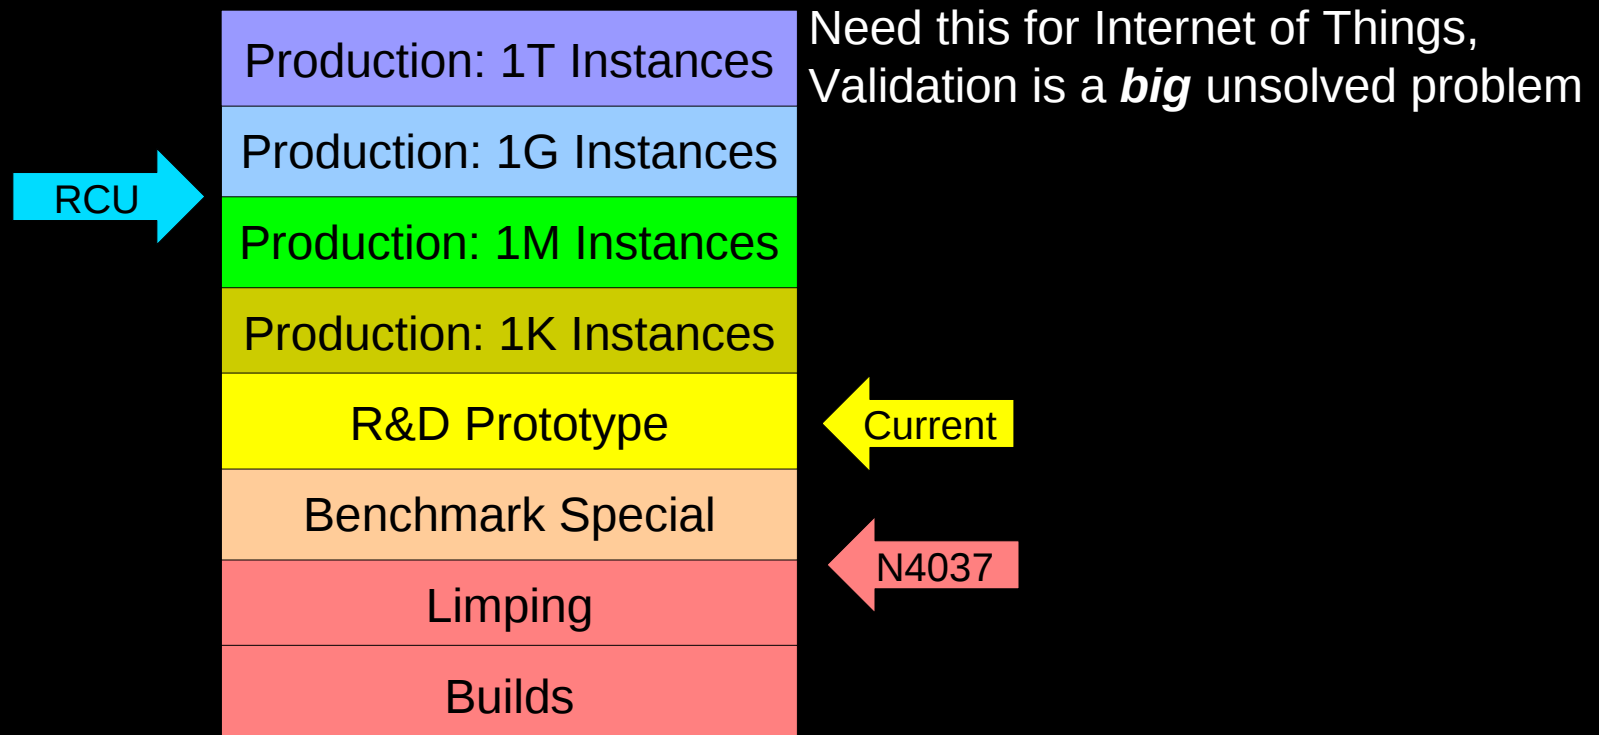 Production: 1T Instances
Need this for Internet of Things,
Validation is a big unsolved problem
Production: 1G Instances
RCU
Production: 1M Instances
Production: 1K Instances
R&D Prototype
Current
Benchmark Special
N4037
Limping
Builds